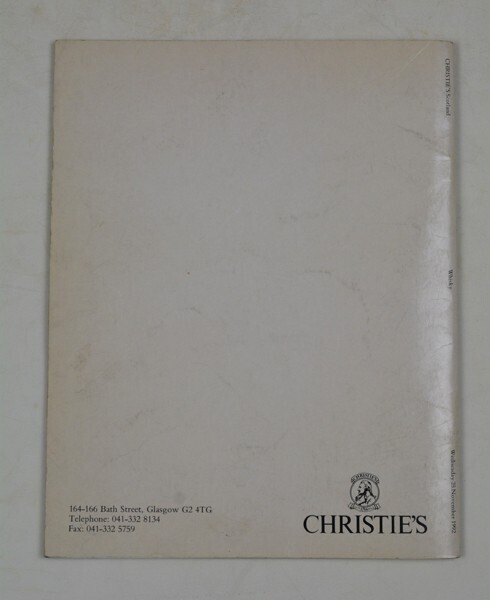 CHRISTIE'S Scotland
Whisky
Wednesday 25 November 1992
164-166 Bath Street, Glasgow G2 4TG
Telephone: 041-332 8134
Fax: 041-332 5759
CHRISTIE'S
CHRISTIE'S